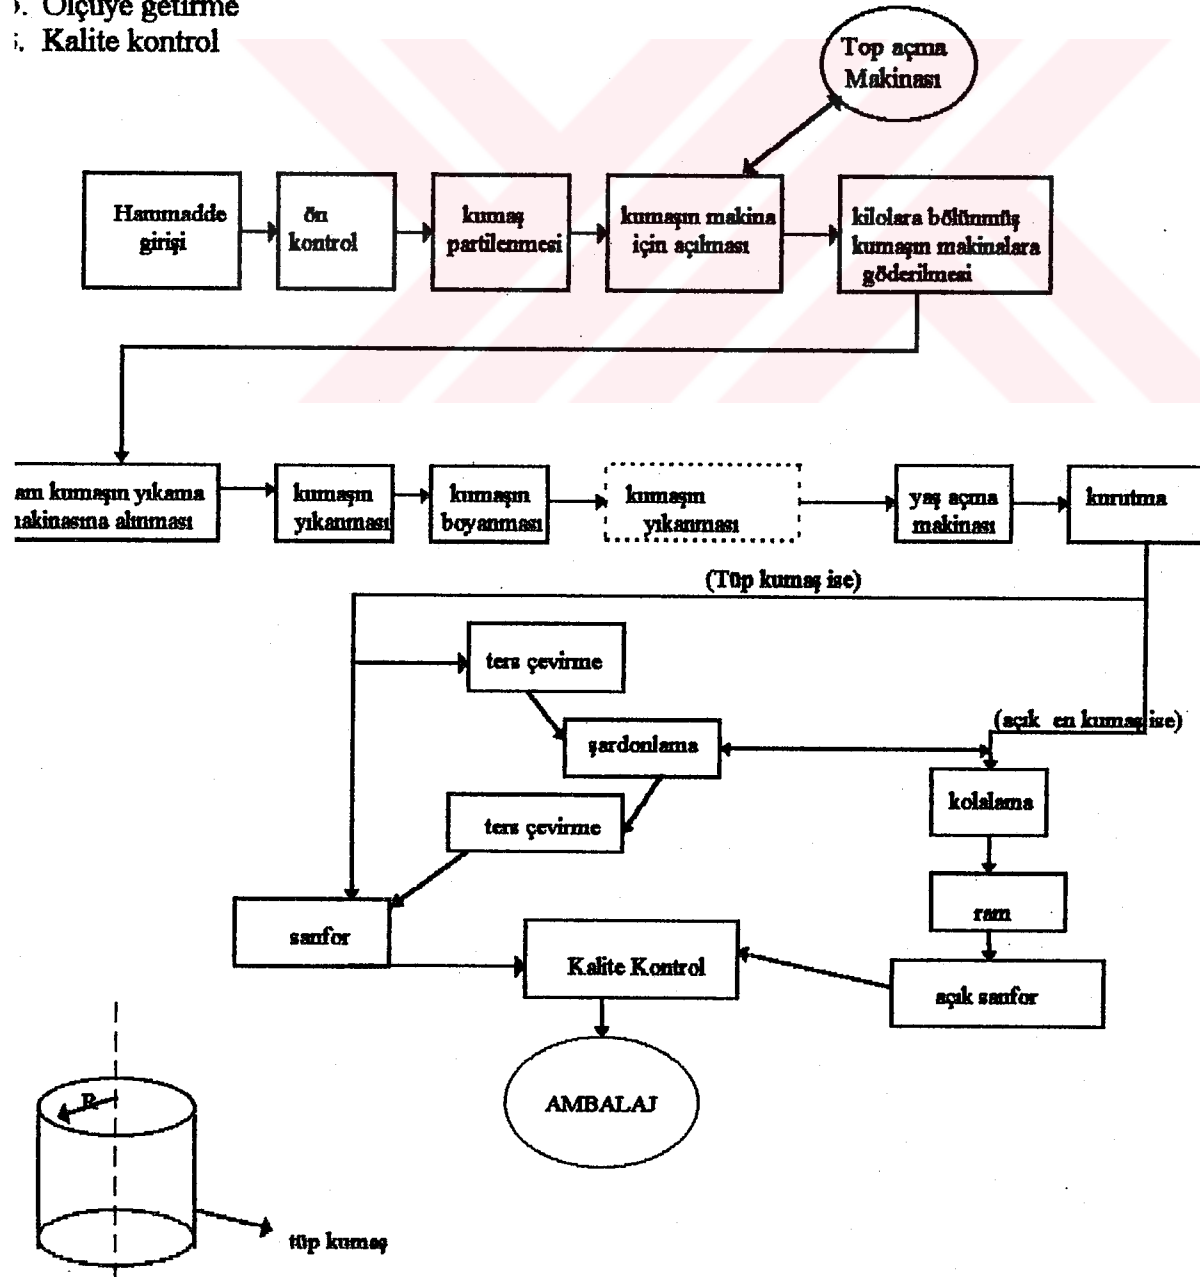 . Ölçüye getirme
. Kalite kontrol
Top açma
Makinası
Hammadde
girişi
ön
kontrol
kumaş
partilenmesi
kumaşın makina
için açılması
kilolara bölünmüş
kumaşın makinalara
göderilmesi
am kumaşın yıkama
makinasına alınması
kumaşın
yıkanması
kumaşın
boyanması
kumaşın
yıkanması
yaş açma
makinası
kurutma
(Tüp kumaş ise)
ters çevirme
(açık en kumaş ise)
şardonlama
kolalama
ters çevirme
ram
sanfor
Kalite Kontrol
açık sanfor
R
AMBALAJ
tüp kumaş